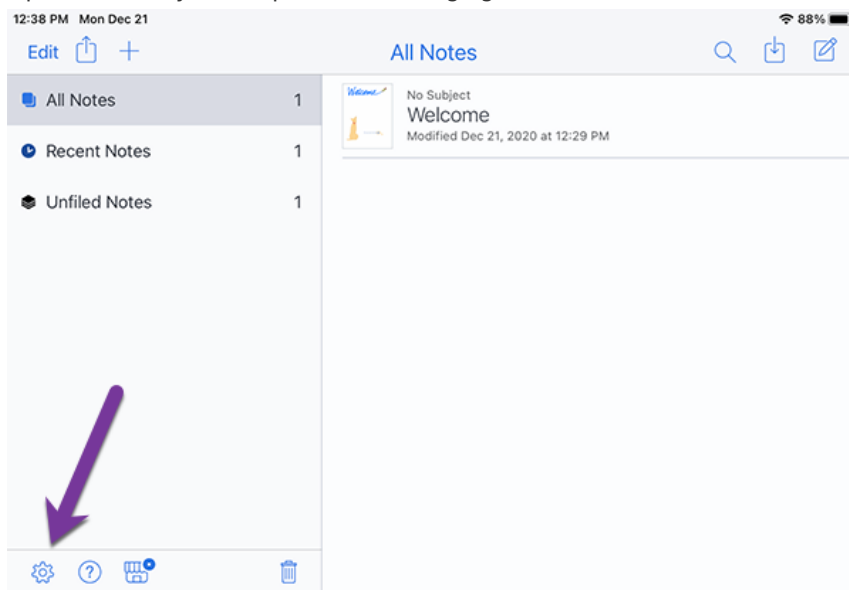 12:38 PM Mon Dec 21
88%
Edit
All Notes
All Notes 1
Recent Notes 1
Unfiled Notes 1
Welcome
No Subject
Welcome
Modified Dec 21, 2020 at 12:29 PM
?